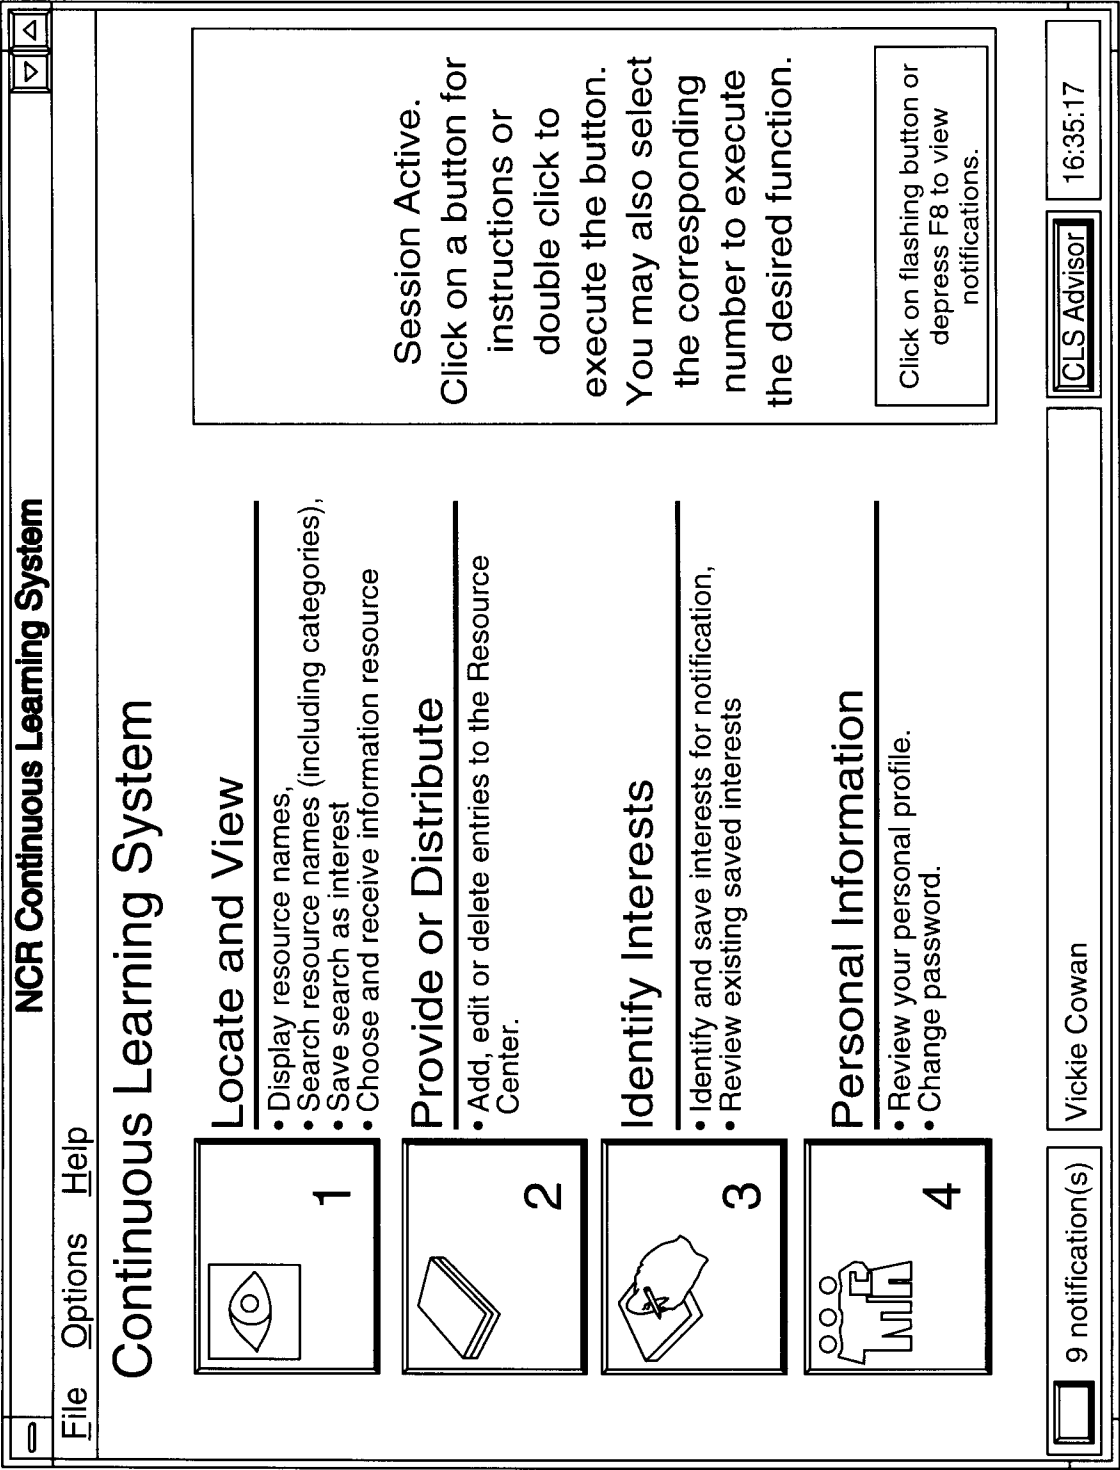 NCR Continuous Learning System
File Options Help
Continuous Learning System
1
Locate and View
• Display resource names,
• Search resource names (including categories),
• Save search as interest
• Choose and receive information resource
2
Provide or Distribute
• Add, edit or delete entries to the Resource
Center.
3
Identify Interests
• Identify and save interests for notification,
• Review existing saved interests
4
Personal Information
• Review your personal profile.
• Change password.
Session Active.
Click on a button for
instructions or
double click to
execute the button.
You may also select
the corresponding
number to execute
the desired function.
Click on flashing button or
depress F8 to view
notifications.
9 notification(s)
Vickie Cowan
CLS Advisor
16:35:17